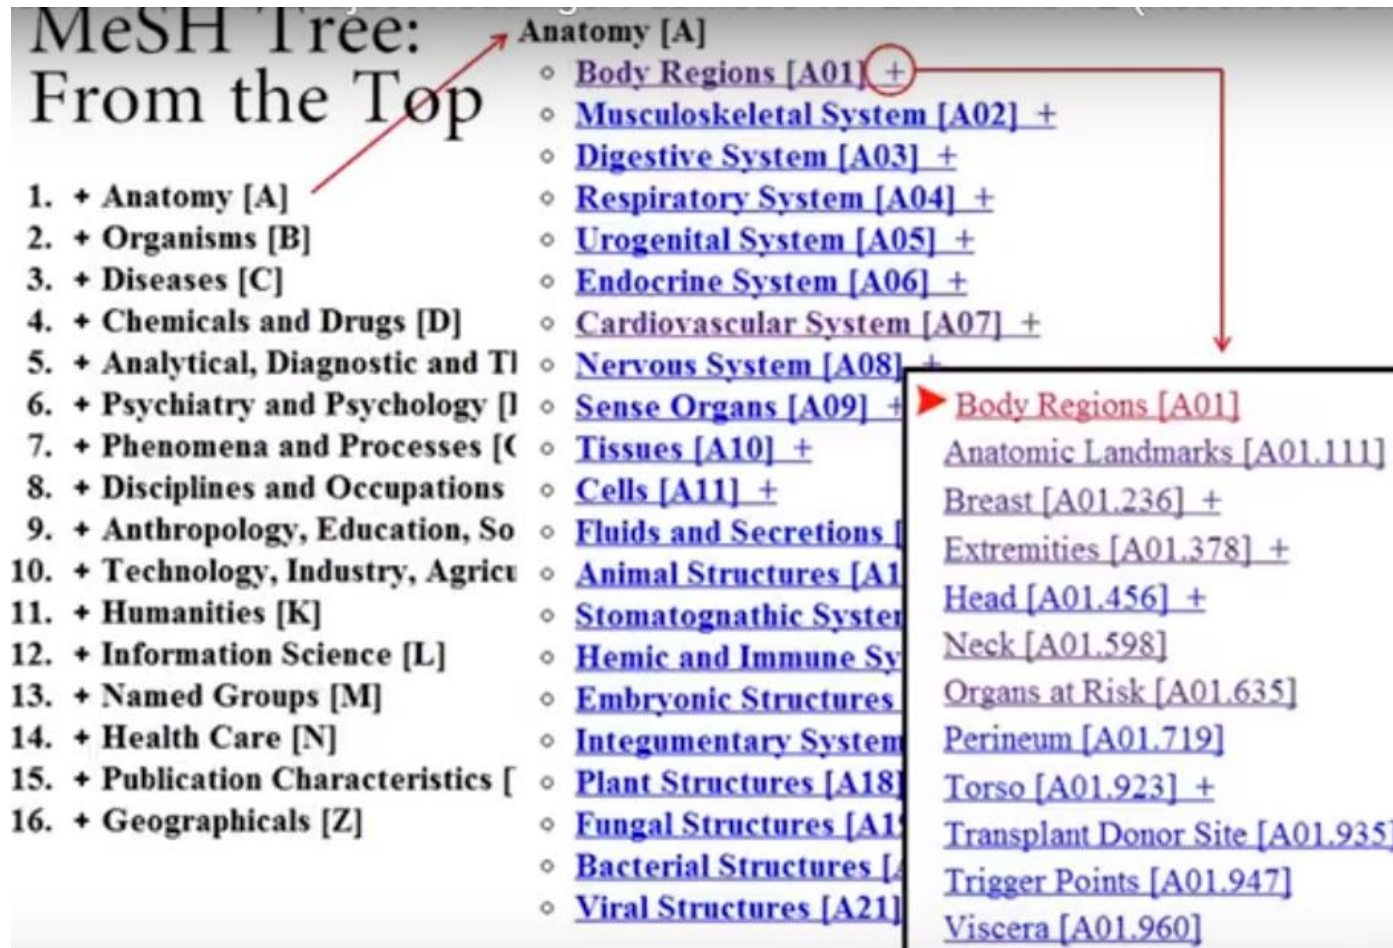 MeSH Tree:
From the Top
1. + Anatomy [A]
2. + Organisms [B]
3. + Diseases [C]
4. + Chemicals and Drugs [D]
5. + Analytical, Diagnostic and
6. + Psychiatry and Psychology
7. + Phenomena and Processes
8. + Disciplines and Occupations
9. + Anthropology, Education, So
10. + Technology, Industry,
11. + Humanities [K]
12. + Information Science [L]
13. + Named Groups [M]
14. + Health Care [N]
15. + Publication Characteristics [
16. + Geographicals [Z]
Anatomy [A]
Body Regions [A01] +
Musculoskeletal System [A02] +
Digestive System [A03] +
Respiratory System [A04] +
Urogenital System [A05] +
Endocrine System [A06] +
Cardiovascular System [A07] +
Nervous System [A08] +
Sense Organs [A09] +
Tissues [A10] +
Cells [A11] +
Fluids and Secretions [
Animal Structures [A1
Stomatognathic System
Hemic and Immune Sy
Embryonic Structures
Integumentary System
Plant Structures [A18]
Fungal Structures [A19
Bacterial Structures [
Viral Structures [A21]
Body Regions [A01]
Anatomic Landmarks [A01.111]
Breast [A01.236] +
Extremities [A01.378] +
Head [A01.456] +
Neck [A01.598]
Organs at Risk [A01.635]
Perineum [A01.719]
Torso [A01.923] +
Transplant Donor Site [A01.935]
Trigger Points [A01.947]
Viscera [A01.960]